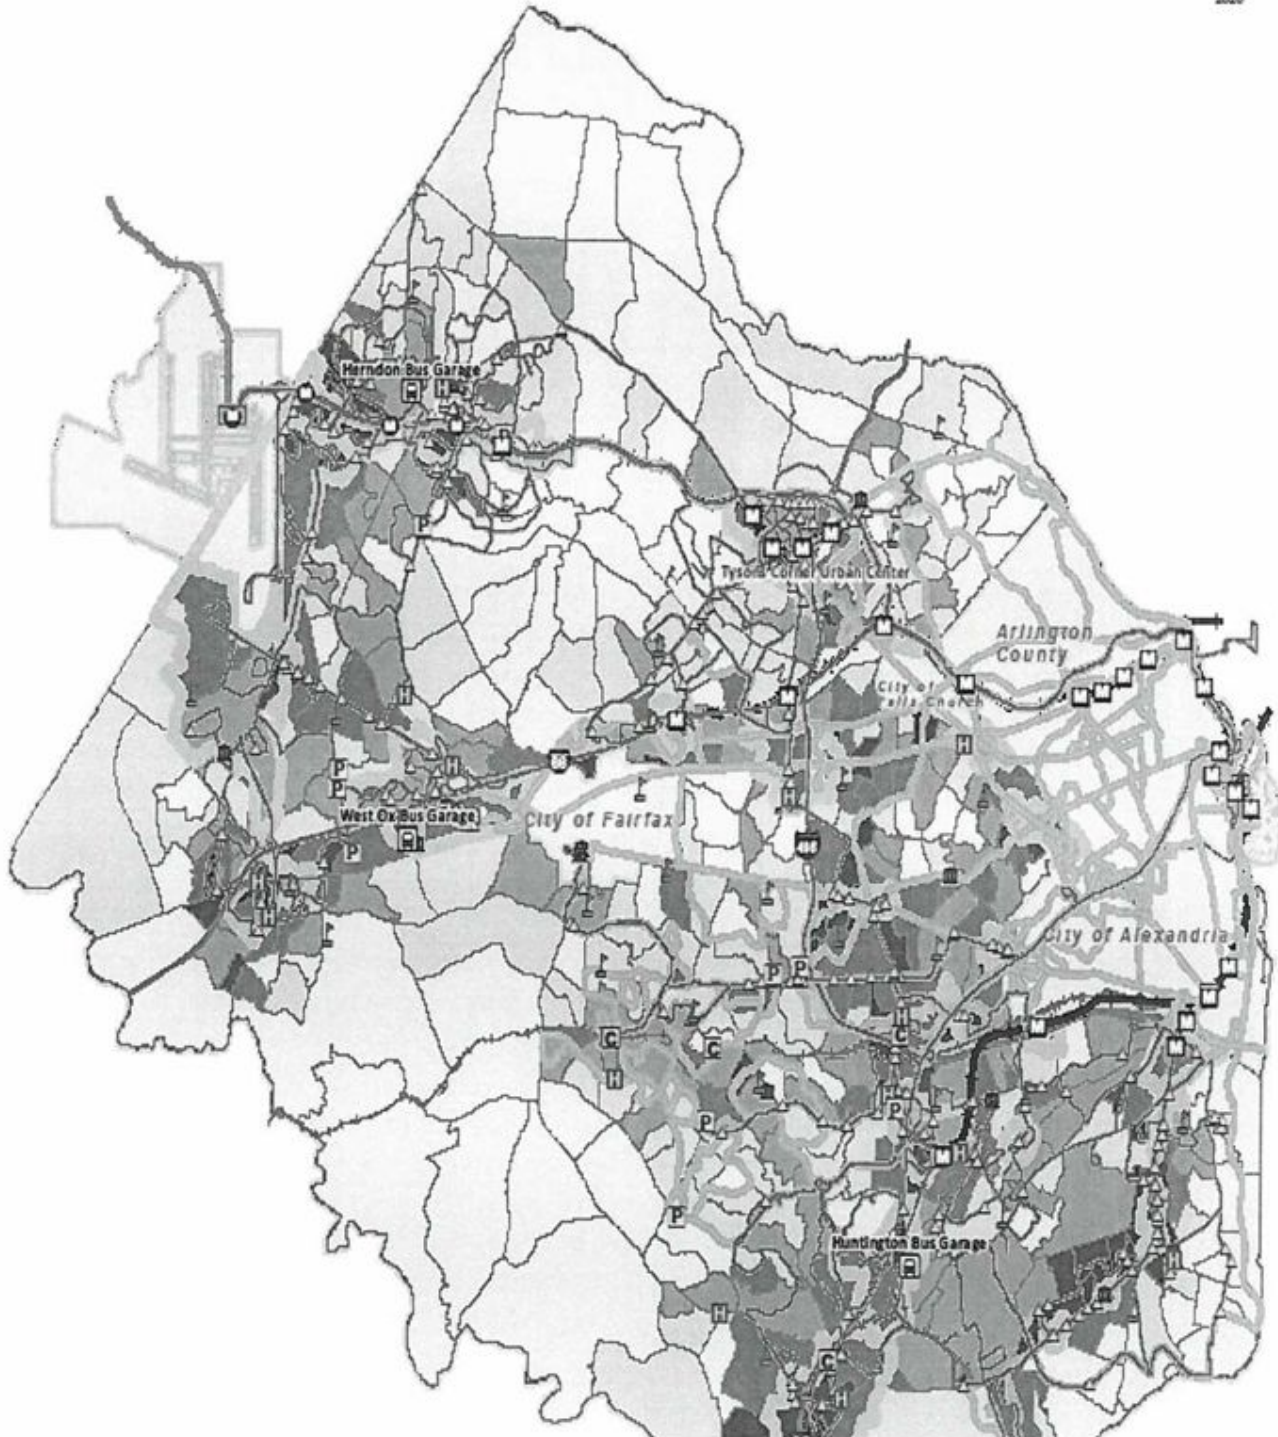 2020
Herndon Bus Garage
H
P
Tysons Corner Urban Center
Arlington
County
City of
Falls Church
H
H
H
P
P
H
West Ox Bus Garage
City of Fairfax
P
H
City of Alexandria
P
P
C
C
C
H
H
P
P
H
P
Huntington Bus Garage
H
H
C
H